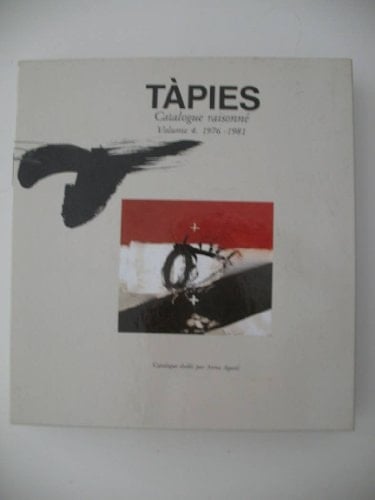 TÀPIES
Catalogue raisonné
Volume 4. 1976-1981
Catalogue établi par Anna Agustí